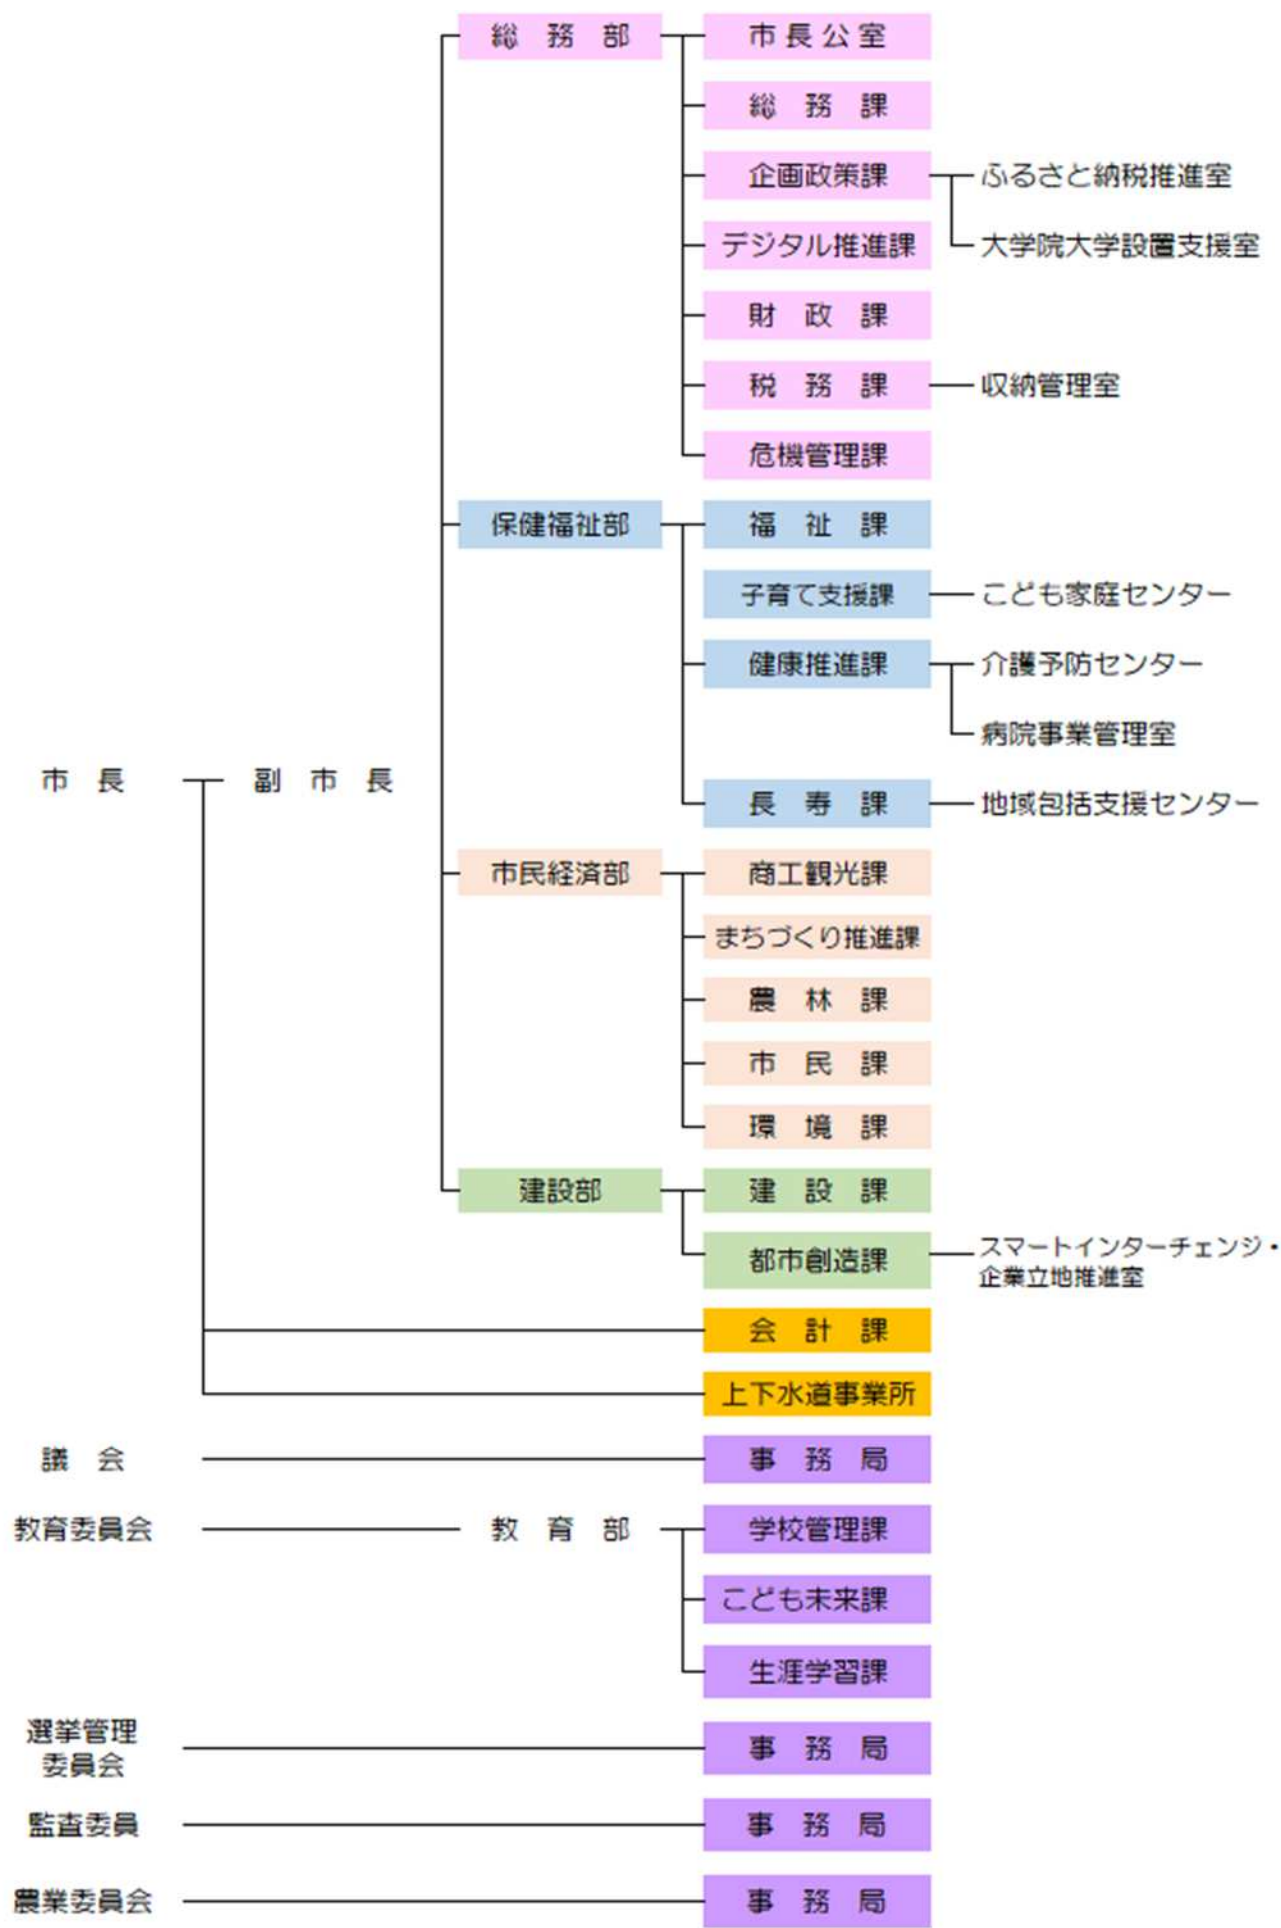 総務部
市長公室
総務課
企画政策課
ふるさと納税推進室
デジタル推進課
大学院大学設置支援室
財政課
税務課
収納管理室
危機管理課
保健福祉部
福祉課
子育て支援課
こども家庭センター
健康推進課
介護予防センター
病院事業管理室
市長
副市長
長寿課
地域包括支援センター
市民経済部
商工観光課
まちづくり推進課
農林課
市民課
環境課
建設部
建設課
都市創造課
スマートインターチェンジ・
企業立地推進室
会計課
上下水道事業所
議会
事務局
教育委員会
教育部
学校管理課
こども未来課
生涯学習課
選挙管理
委員会
事務局
監査委員
事務局
農業委員会
事務局